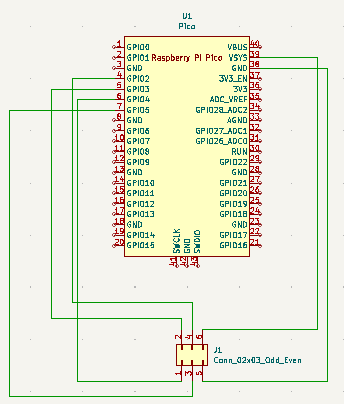 U1
Pico
1 GPIO0 VBUS 40
2 GPIO1 Raspberry Pi Pico VSYS 39
3 GND GND 38
4 GPIO2 3V3_EN 37
5 GPIO3 3V3 36
6 GPIO4 ADC_VREF 35
7 GPIO5 GPIO28_ADC2 34
8 GND AGND 33
9 GPIO6 GPIO27_ADC1 32
10 GPIO7 GPIO26_ADC0 31
11 GPIO8 RUN 30
12 GPIO9 GPIO22 29
13 GND GND 28
14 GPIO10 GPIO21 27
15 GPIO11 GPIO20 26
16 GPIO12 GPIO19 25
17 GPIO13 GPIO18 24
18 GND GND 23
19 GPIO14 GPIO17 22
20 GPIO15 GPIO16 21
SWCLK GND SWDIO
41 42 43
2 4 6
J1
Conn_02x03_Odd_Even
1 3 5